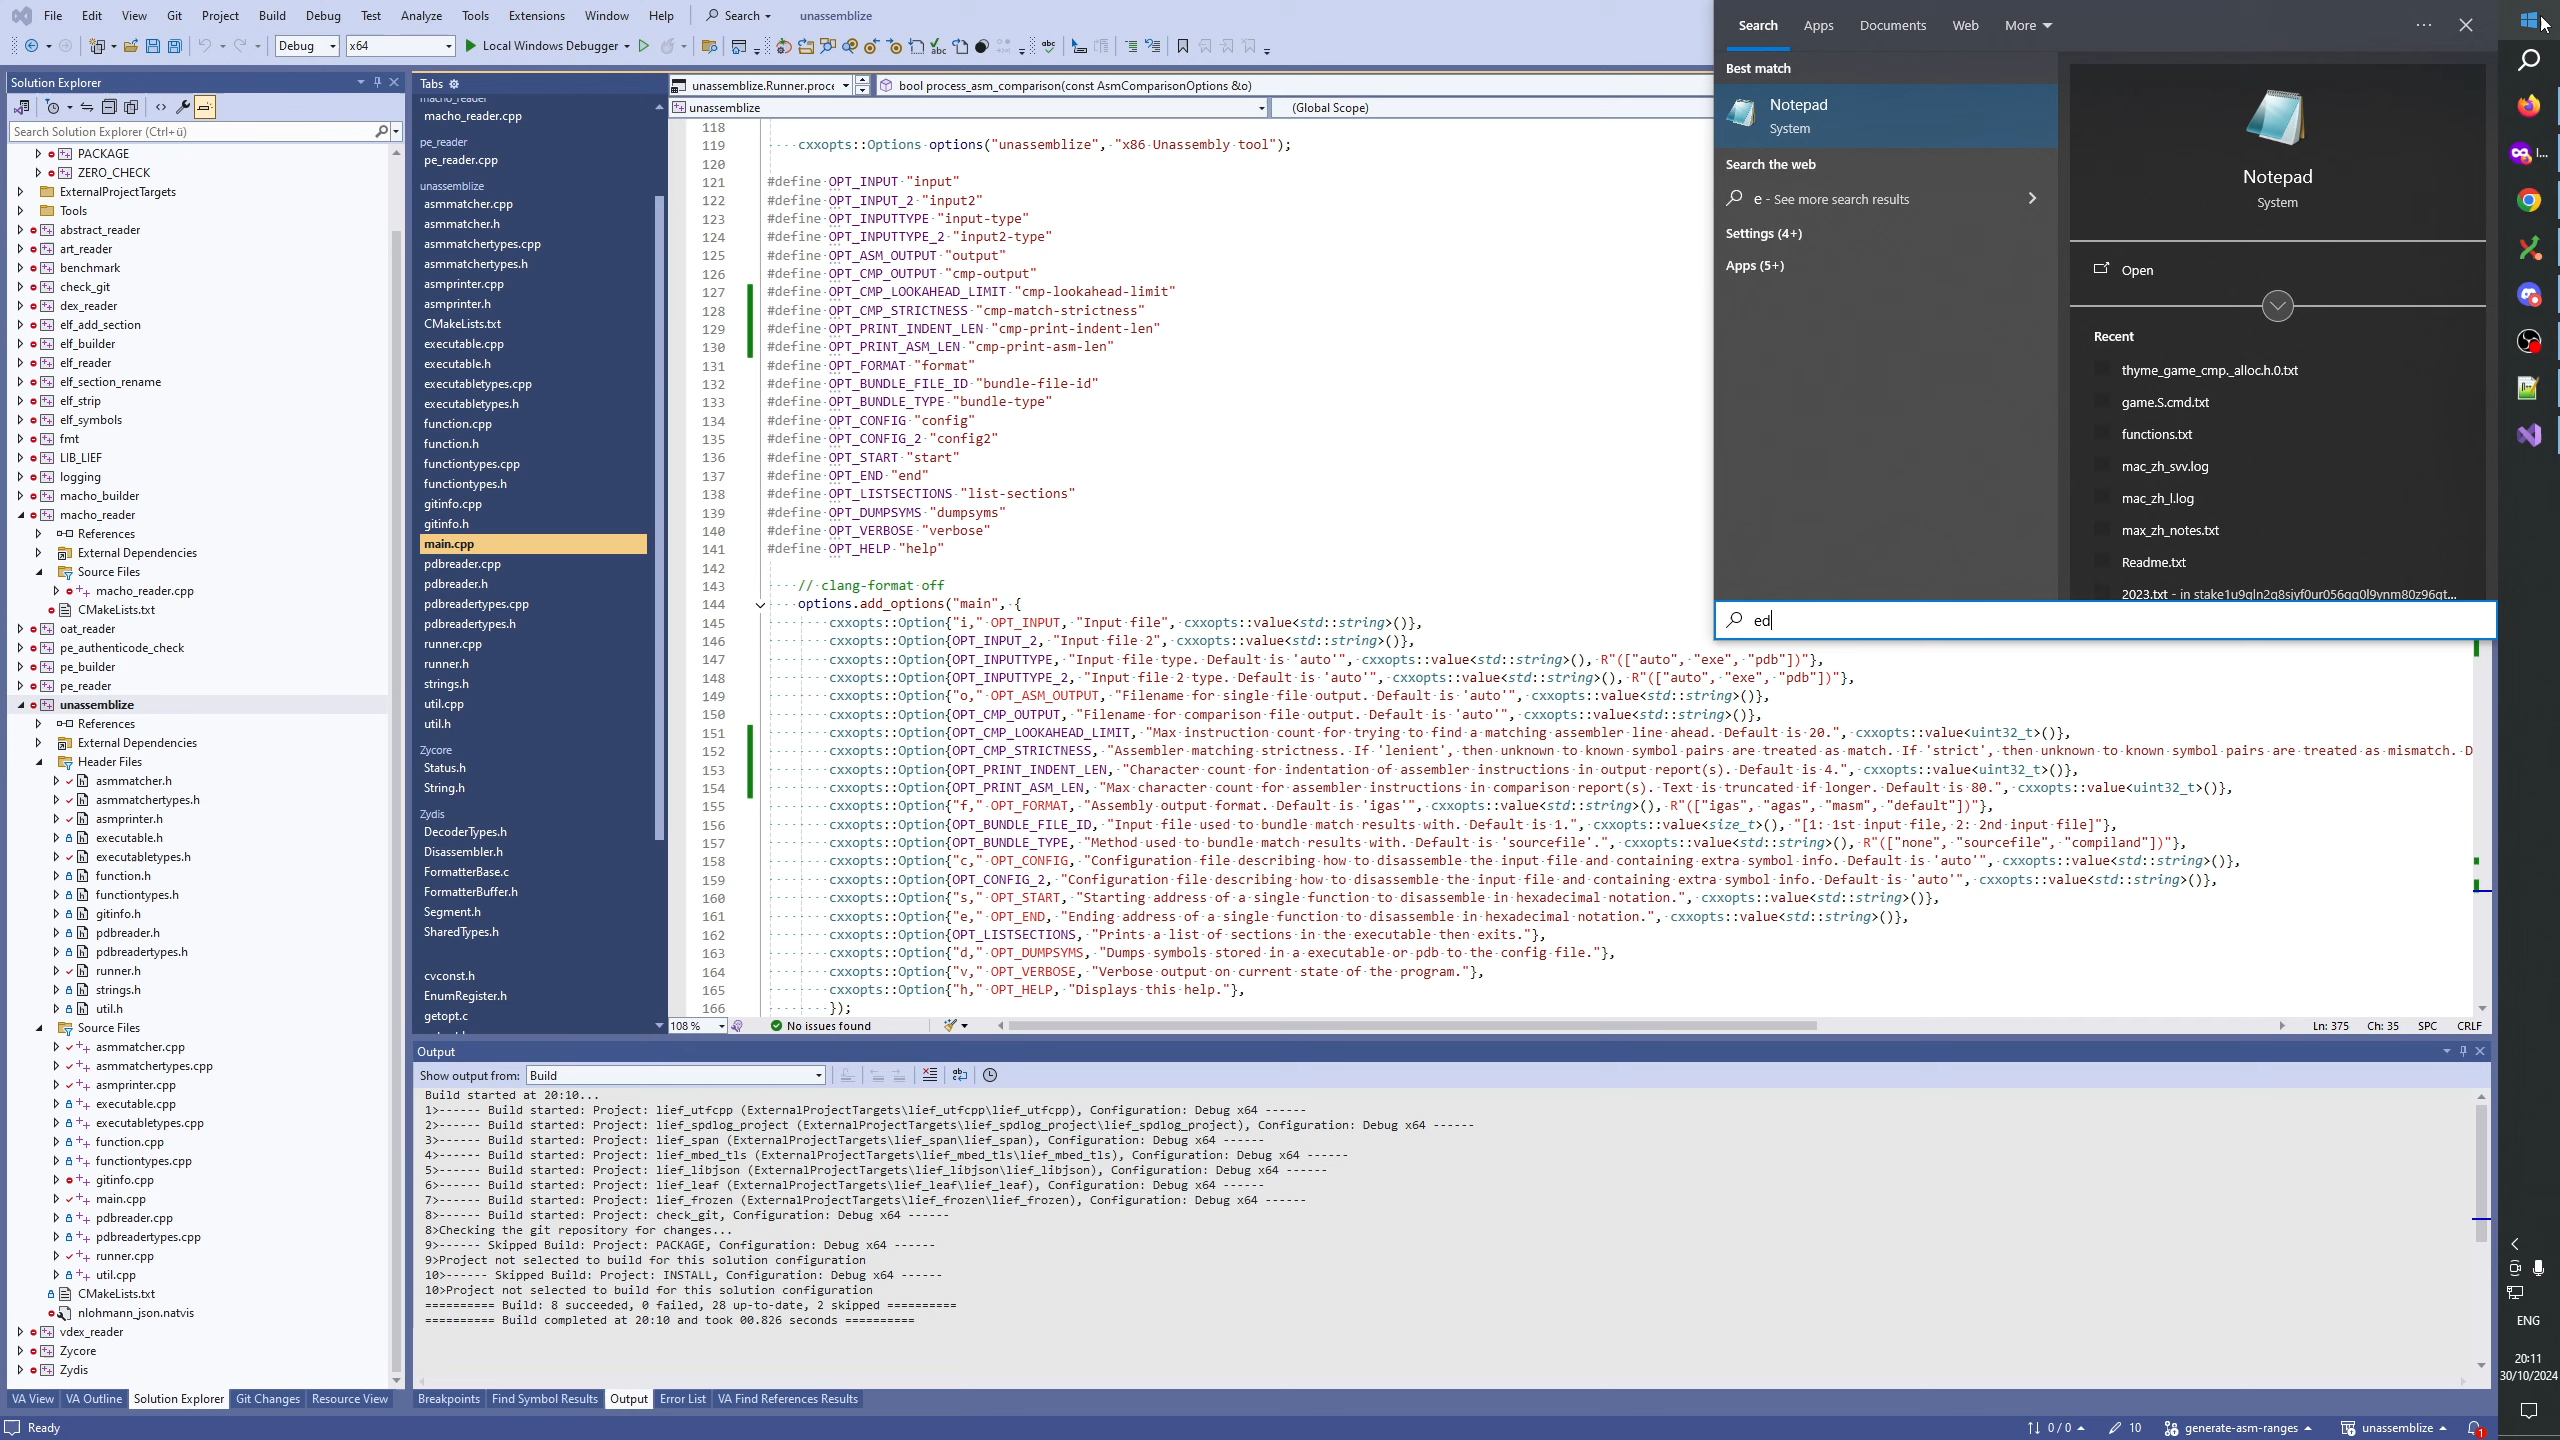 File Edit View Git Project Build Debug Test Analyze Tools Extensions Window Help Search unassemblize
Debug x64 Local Windows Debugger
Solution Explorer
Search Solution Explorer (Ctrl+ü)
PACKAGE
ZERO_CHECK
ExternalProjectTargets
Tools
abstract_reader
art_reader
benchmark
check_git
dex_reader
elf_add_section
elf_builder
elf_reader
elf_section_rename
elf_strip
elf_symbols
fmt
LIB_LIEF
logging
macho_builder
macho_reader
References
External Dependencies
Source Files
macho_reader.cpp
CMakeLists.txt
oat_reader
pe_authenticode_check
pe_builder
pe_reader
unassemblize
References
External Dependencies
Header Files
asmmatcher.h
asmmatchertypes.h
asmprinter.h
executable.h
executabletypes.h
function.h
functiontypes.h
gitinfo.h
pdbreader.h
pdbreadertypes.h
runner.h
strings.h
util.h
Source Files
asmmatcher.cpp
asmmatchertypes.cpp
asmprinter.cpp
executable.cpp
executabletypes.cpp
function.cpp
functiontypes.cpp
gitinfo.cpp
main.cpp
pdbreader.cpp
pdbreadertypes.cpp
runner.cpp
util.cpp
CMakeLists.txt
nlohmann_json.natvis
vdex_reader
Zycore
Zydis
VA View VA Outline Solution Explorer Git Changes Resource View
Tabs
macho_reader
macho_reader.cpp
pe_reader
pe_reader.cpp
unassemblize
asmmatcher.cpp
asmmatcher.h
asmmatchertypes.cpp
asmmatchertypes.h
asmprinter.cpp
asmprinter.h
CMakeLists.txt
executable.cpp
executable.h
executabletypes.cpp
executabletypes.h
function.cpp
function.h
functiontypes.cpp
functiontypes.h
gitinfo.cpp
gitinfo.h
main.cpp
pdbreader.cpp
pdbreader.h
pdbreadertypes.cpp
pdbreadertypes.h
runner.cpp
runner.h
strings.h
util.cpp
util.h
Zycore
Status.h
String.h
Zydis
DecoderTypes.h
Disassembler.h
FormatterBase.c
FormatterBuffer.h
Segment.h
SharedTypes.h
cvconst.h
EnumRegister.h
getopt.c
unassemblize.Runner.proce bool process_asm_comparison(const AsmComparisonOptions &o)
unassemblize (Global Scope)
118
119 cxxopts::Options options("unassemblize", "x86 Unassembly tool");
120
121 #define OPT_INPUT "input"
122 #define OPT_INPUT_2 "input2"
123 #define OPT_INPUTTYPE "input-type"
124 #define OPT_INPUTTYPE_2 "input2-type"
125 #define OPT_ASM_OUTPUT "output"
126 #define OPT_CMP_OUTPUT "cmp-output"
127 #define OPT_CMP_LOOKAHEAD_LIMIT "cmp-lookahead-limit"
128 #define OPT_CMP_STRICTNESS "cmp-match-strictness"
129 #define OPT_PRINT_INDENT_LEN "cmp-print-indent-len"
130 #define OPT_PRINT_ASM_LEN "cmp-print-asm-len"
131 #define OPT_FORMAT "format"
132 #define OPT_BUNDLE_FILE_ID "bundle-file-id"
133 #define OPT_BUNDLE_TYPE "bundle-type"
134 #define OPT_CONFIG "config"
135 #define OPT_CONFIG_2 "config2"
136 #define OPT_START "start"
137 #define OPT_END "end"
138 #define OPT_LISTSECTIONS "list-sections"
139 #define OPT_DUMPSYMS "dumpsyms"
140 #define OPT_VERBOSE "verbose"
141 #define OPT_HELP "help"
142
143 // clang-format off
144 options.add_options("main", {
145 cxxopts::Option{"i," OPT_INPUT, "Input file", cxxopts::value<std::string>()},
146 cxxopts::Option{OPT_INPUT_2, "Input file 2", cxxopts::value<std::string>()},
147 cxxopts::Option{OPT_INPUTTYPE, "Input file type. Default is 'auto'", cxxopts::value<std::string>(), R"(["auto", "exe", "pdb"])"},
148 cxxopts::Option{OPT_INPUTTYPE_2, "Input file 2 type. Default is 'auto'", cxxopts::value<std::string>(), R"(["auto", "exe", "pdb"])"},
149 cxxopts::Option{"o," OPT_ASM_OUTPUT, "Filename for single file output. Default is 'auto'", cxxopts::value<std::string>()},
150 cxxopts::Option{OPT_CMP_OUTPUT, "Filename for comparison file output. Default is 'auto'", cxxopts::value<std::string>()},
151 cxxopts::Option{OPT_CMP_LOOKAHEAD_LIMIT, "Max instruction count for trying to find a matching assembler line ahead. Default is 20.", cxxopts::value<uint32_t>()},
152 cxxopts::Option{OPT_CMP_STRICTNESS, "Assembler matching strictness. If 'lenient', then unknown to known symbol pairs are treated as match. If 'strict', then unknown to known symbol pairs are treated as mismatch. D
153 cxxopts::Option{OPT_PRINT_INDENT_LEN, "Character count for indentation of assembler instructions in output report(s). Default is 4.", cxxopts::value<uint32_t>()},
154 cxxopts::Option{OPT_PRINT_ASM_LEN, "Max character count for assembler instructions in comparison report(s). Text is truncated if longer. Default is 80.", cxxopts::value<uint32_t>()},
155 cxxopts::Option{"f," OPT_FORMAT, "Assembly output format. Default is 'igas'", cxxopts::value<std::string>(), R"(["igas", "agas", "masm", "default"])"},
156 cxxopts::Option{OPT_BUNDLE_FILE_ID, "Input file used to bundle match results with. Default is 1.", cxxopts::value<size_t>(), "[1: 1st input file, 2: 2nd input file]"},
157 cxxopts::Option{OPT_BUNDLE_TYPE, "Method used to bundle match results with. Default is 'sourcefile'.", cxxopts::value<std::string>(), R"(["none", "sourcefile", "compiland"])"},
158 cxxopts::Option{"c," OPT_CONFIG, "Configuration file describing how to disassemble the input file and containing extra symbol info. Default is 'auto'", cxxopts::value<std::string>()},
159 cxxopts::Option{OPT_CONFIG_2, "Configuration file describing how to disassemble the input file and containing extra symbol info. Default is 'auto'", cxxopts::value<std::string>()},
160 cxxopts::Option{"s," OPT_START, "Starting address of a single function to disassemble in hexadecimal notation.", cxxopts::value<std::string>()},
161 cxxopts::Option{"e," OPT_END, "Ending address of a single function to disassemble in hexadecimal notation.", cxxopts::value<std::string>()},
162 cxxopts::Option{OPT_LISTSECTIONS, "Prints a list of sections in the executable then exits."},
163 cxxopts::Option{"d," OPT_DUMPSYMS, "Dumps symbols stored in a executable or pdb to the config file."},
164 cxxopts::Option{"v," OPT_VERBOSE, "Verbose output on current state of the program."},
165 cxxopts::Option{"h," OPT_HELP, "Displays this help."},
166 });
108 % No issues found Ln: 375 Ch: 35 SPC CRLF
Output
Show output from: Build
Build started at 20:10...
1>------ Build started: Project: lief_utfcpp (ExternalProjectTargets\lief_utfcpp\lief_utfcpp), Configuration: Debug x64 ------
2>------ Build started: Project: lief_spdlog_project (ExternalProjectTargets\lief_spdlog_project\lief_spdlog_project), Configuration: Debug x64 ------
3>------ Build started: Project: lief_span (ExternalProjectTargets\lief_span\lief_span), Configuration: Debug x64 ------
4>------ Build started: Project: lief_mbed_tls (ExternalProjectTargets\lief_mbed_tls\lief_mbed_tls), Configuration: Debug x64 ------
5>------ Build started: Project: lief_libjson (ExternalProjectTargets\lief_libjson\lief_libjson), Configuration: Debug x64 ------
6>------ Build started: Project: lief_leaf (ExternalProjectTargets\lief_leaf\lief_leaf), Configuration: Debug x64 ------
7>------ Build started: Project: lief_frozen (ExternalProjectTargets\lief_frozen\lief_frozen), Configuration: Debug x64 ------
8>------ Build started: Project: check_git, Configuration: Debug x64 ------
8>Checking the git repository for changes...
9>------ Skipped Build: Project: PACKAGE, Configuration: Debug x64 ------
9>Project not selected to build for this solution configuration
10>------ Skipped Build: Project: INSTALL, Configuration: Debug x64 ------
10>Project not selected to build for this solution configuration
========== Build: 8 succeeded, 0 failed, 28 up-to-date, 2 skipped ==========
========== Build completed at 20:10 and took 00.826 seconds ==========
Breakpoints Find Symbol Results Output Error List VA Find References Results
Ready 0 / 0 10 generate-asm-ranges unassemblize 1
Search Apps Documents Web More
Best match
Notepad
System
Search the web
e - See more search results
Settings (4+)
Apps (5+)
Notepad
System
Open
Recent
thyme_game_cmp._alloc.h.0.txt
game.S.cmd.txt
functions.txt
mac_zh_svv.log
mac_zh_l.log
max_zh_notes.txt
Readme.txt
ed
I...
ENG
20:11
30/10/2024